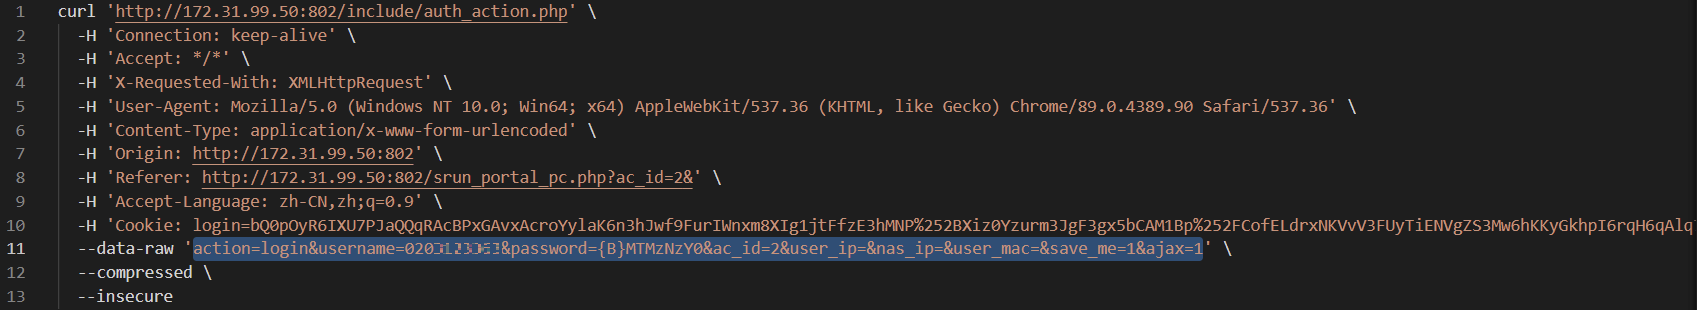 1 curl 'http://172.31.99.50:802/include/auth_action.php' \
2 -H 'Connection: keep-alive' \
3 -H 'Accept: */*' \
4 -H 'X-Requested-With: XMLHttpRequest' \
5 -H 'User-Agent: Mozilla/5.0 (Windows NT 10.0; Win64; x64) AppleWebKit/537.36 (KHTML, like Gecko) Chrome/89.0.4389.90 Safari/537.36' \
6 -H 'Content-Type: application/x-www-form-urlencoded' \
7 -H 'Origin: http://172.31.99.50:802' \
8 -H 'Referer: http://172.31.99.50:802/srun_portal_pc.php?ac_id=2&' \
9 -H 'Accept-Language: zh-CN,zh;q=0.9' \
10 -H 'Cookie: login=bQ0pOyR6IXU7PJaQQqRAcBPxGAvxAcroYylaK6n3hJwf9FurIWnxm8XIg1jtFfzE3hMNP%252BXiz0Yzurm3JgF3gx5bCAM1Bp%252FCofELdrxNKVvV3FUyTiENVgZS3Mw6hKKyGkhpI6rqH6qAlq
11 --data-raw 'action=login&username=&password={B}MTMzNzY0&ac_id=2&user_ip=&nas_ip=&user_mac=&save_me=1&ajax=1' \
12 --compressed \
13 --insecure